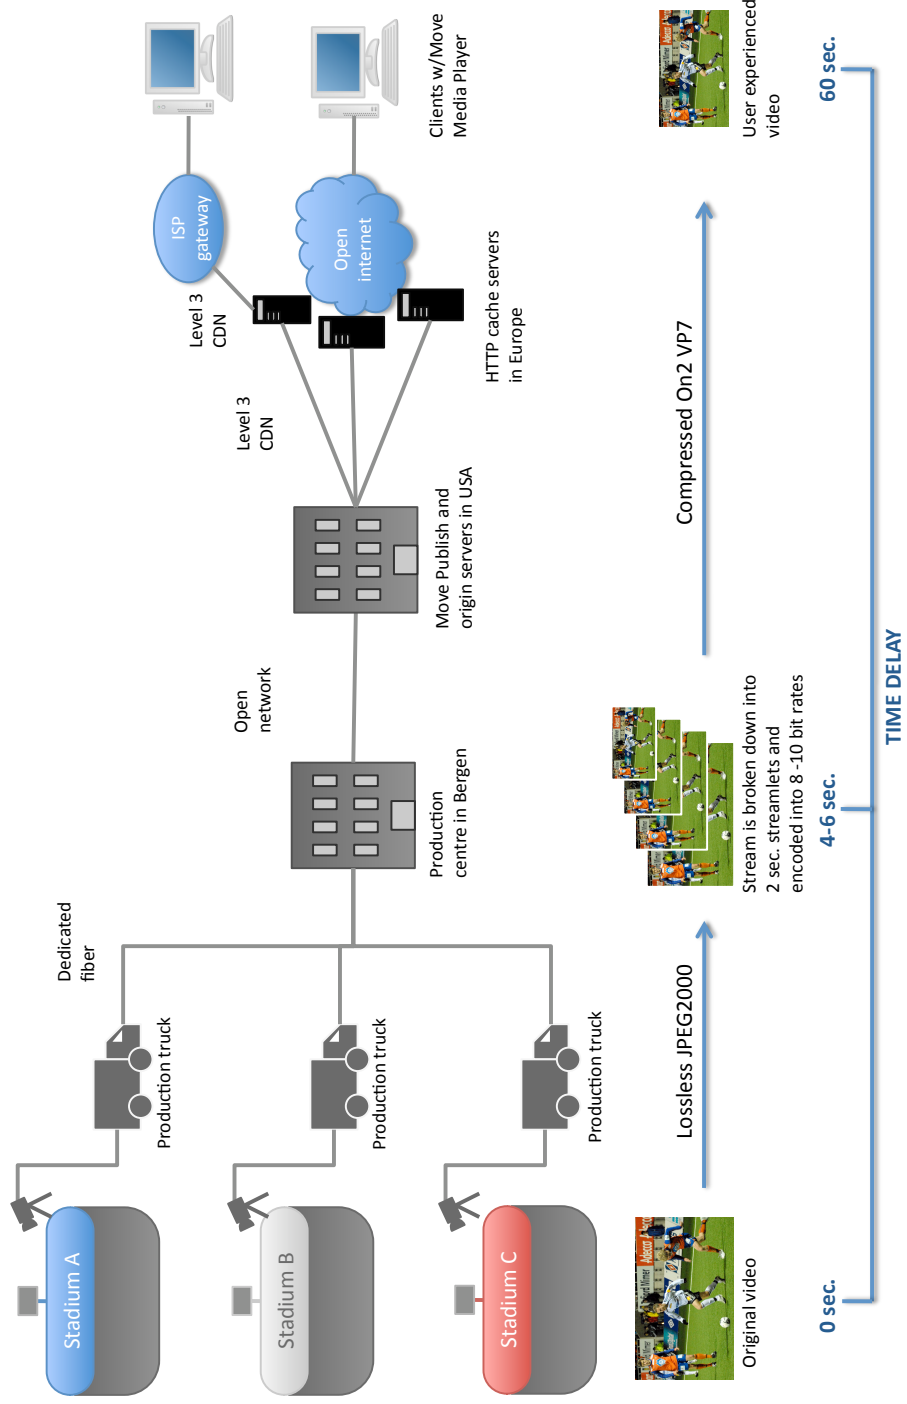 Stadium A
Stadium B
Stadium C
Production truck
Production truck
Production truck
Dedicated
fiber
Production
centre in Bergen
Open
network
Move Publish and
origin servers in USA
Level 3
CDN
Level 3
CDN
HTTP cache servers
in Europe
ISP
gateway
Open
internet
Clients w/Move
Media Player
Original video
Lossless JPEG2000
Stream is broken down into
2 sec. streamlets and
encoded into 8 -10 bit rates
Compressed On2 VP7
User experienced
video
0 sec.
4-6 sec.
60 sec.
TIME DELAY
Adecco